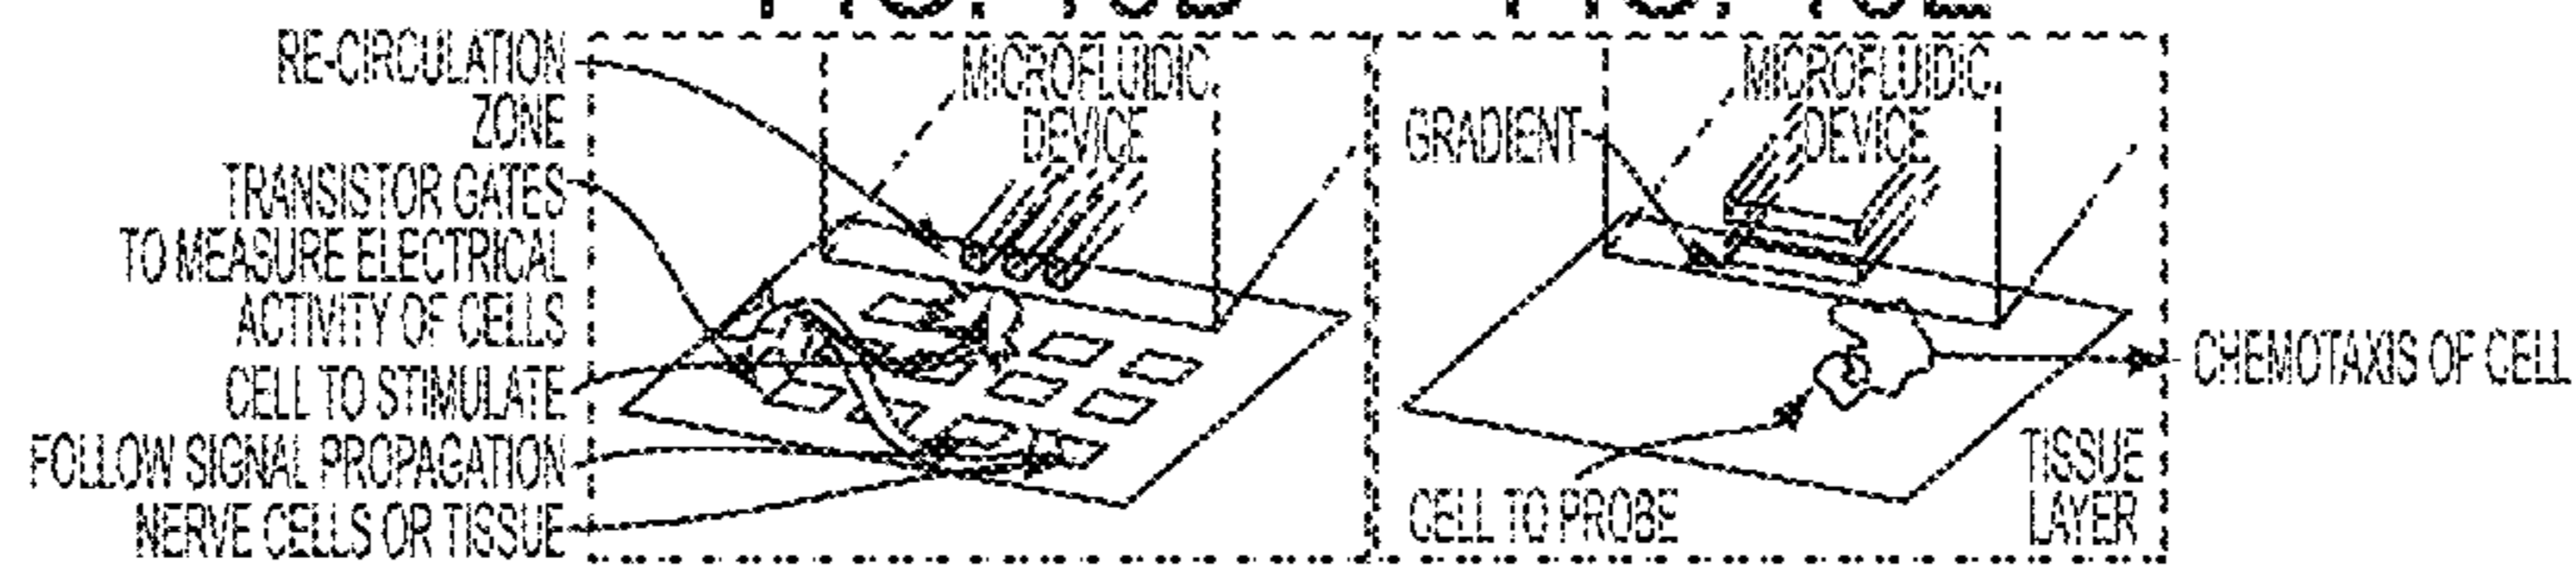 RE-CIRCULATION
ZONE
TRANSISTOR GATES
TO MEASURE ELECTRICAL
ACTIVITY OF CELLS
CELL TO STIMULATE
FOLLOW SIGNAL PROPAGATION
NERVE CELLS OR TISSUE
MICROFLUIDIC
DEVICE
GRADIENT
MICROFLUIDIC
DEVICE
CELL TO PROBE
TISSUE
LAYER
CHEMOTAXIS OF CELL